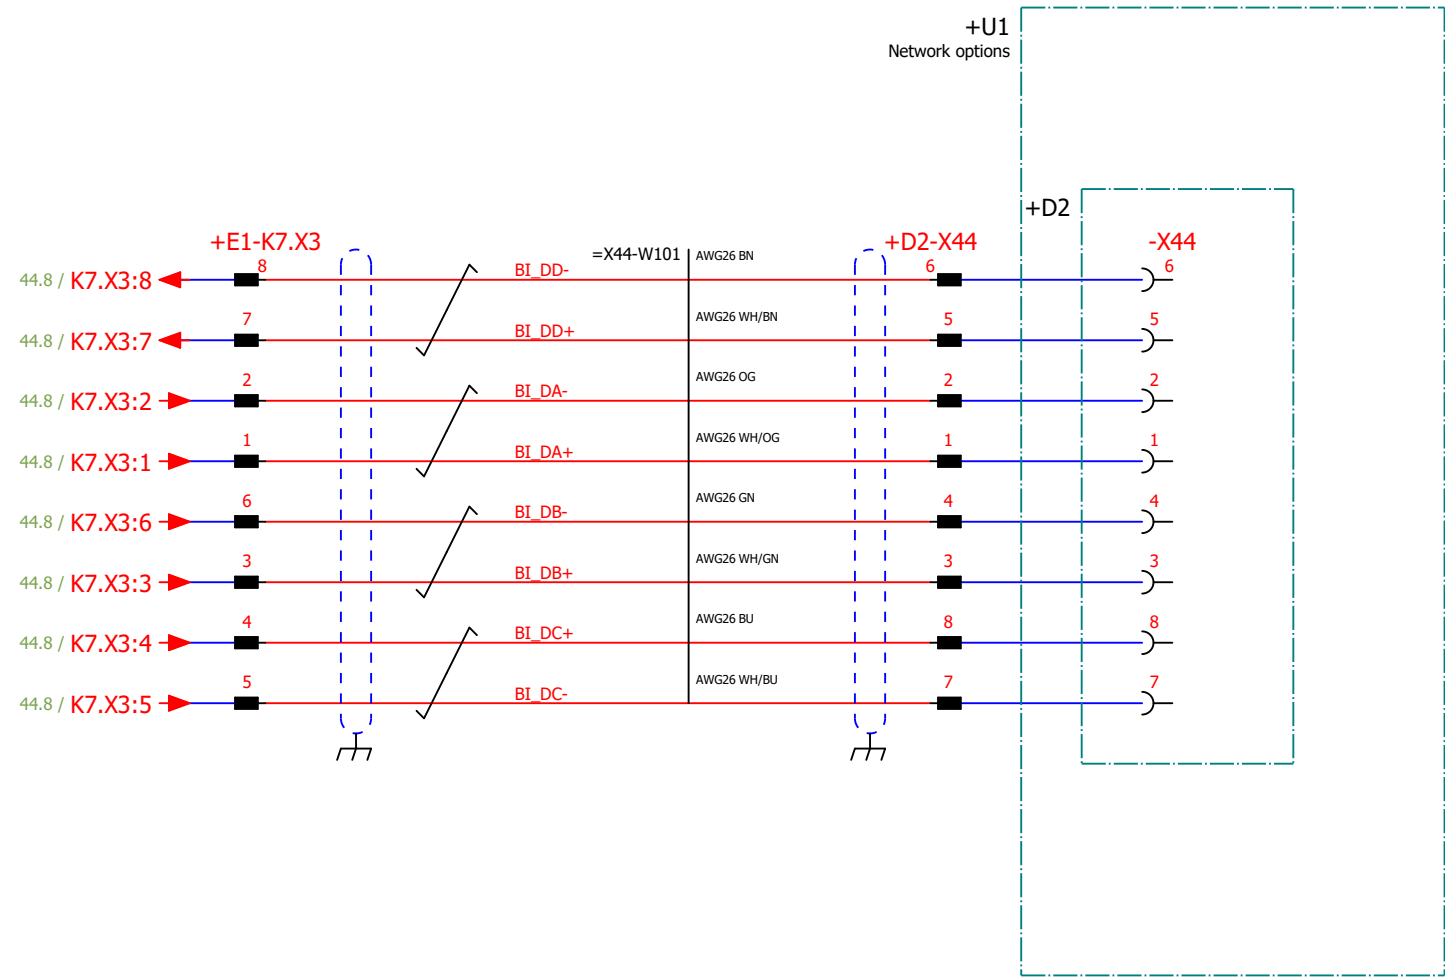 +U1
Network options
+D2
+E1-K7.X3
=X44-W101
+D2-X44
-X44
44.8 / K7.X3:8 8 BI_DD- AWG26 BN 6 6
44.8 / K7.X3:7 7 BI_DD+ AWG26 WH/BN 5 5
44.8 / K7.X3:2 2 BI_DA- AWG26 OG 2 2
44.8 / K7.X3:1 1 BI_DA+ AWG26 WH/OG 1 1
44.8 / K7.X3:6 6 BI_DB- AWG26 GN 4 4
44.8 / K7.X3:3 3 BI_DB+ AWG26 WH/GN 3 3
44.8 / K7.X3:4 4 BI_DC+ AWG26 BU 8 8
44.8 / K7.X3:5 5 BI_DC- AWG26 WH/BU 7 7